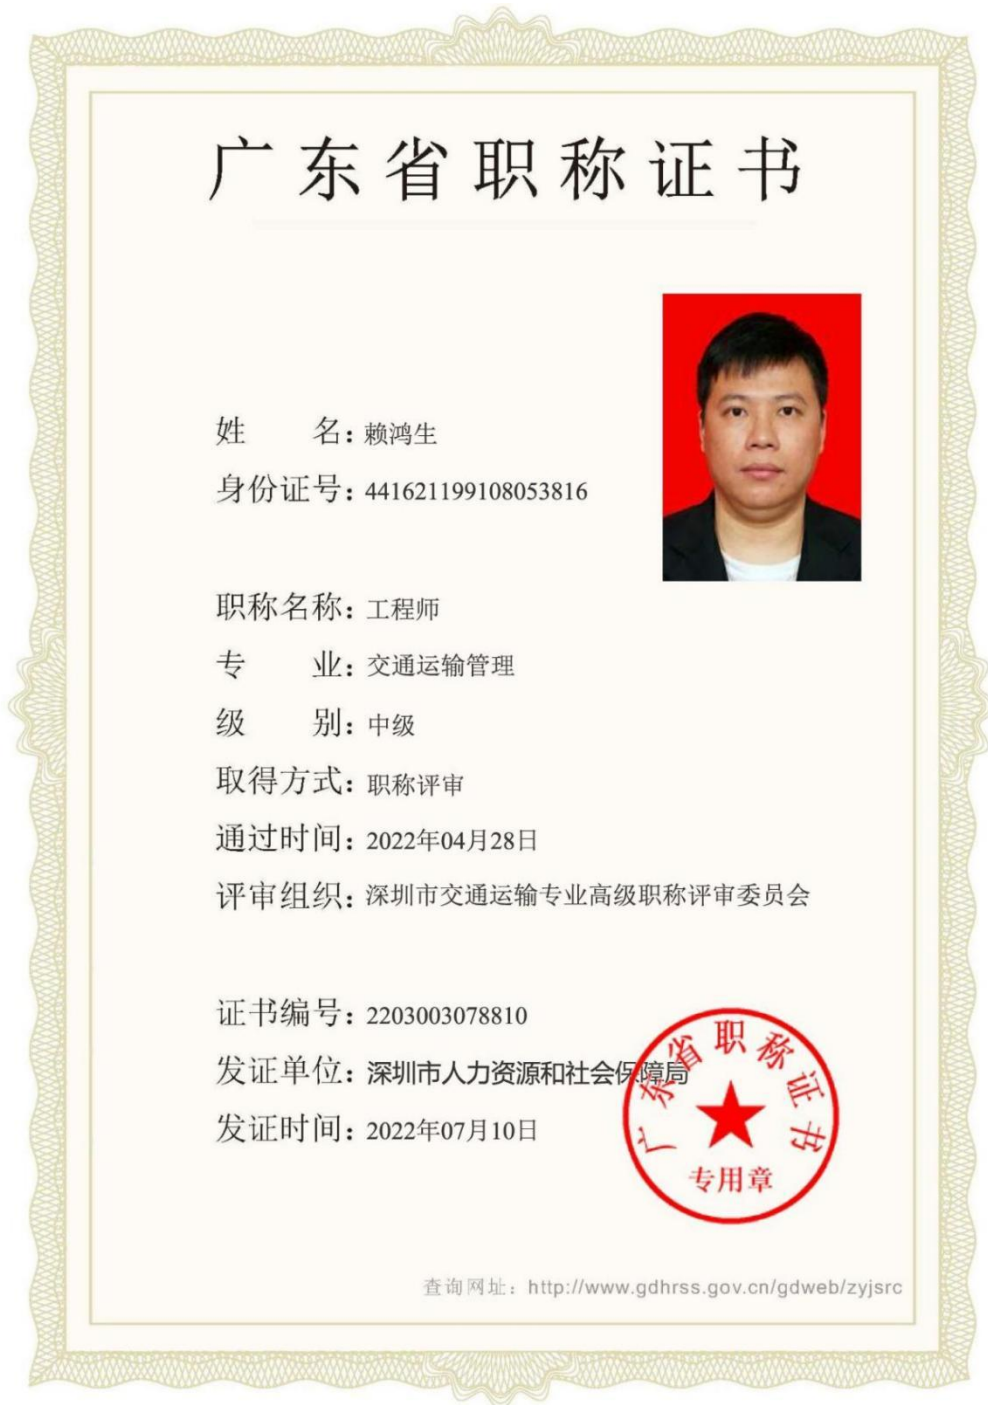 广东省职称证书
姓　　名：赖鸿生
身份证号：441621199108053816
职称名称：工程师
专　　业：交通运输管理
级　　别：中级
取得方式：职称评审
通过时间：2022年04月28日
评审组织：深圳市交通运输专业高级职称评审委员会
证书编号：2203003078810
发证单位：深圳市人力资源和社会保障局
发证时间：2022年07月10日
广东省职称证书
专用章
查询网址：http://www.gdhrss.gov.cn/gdweb/zyjsrc